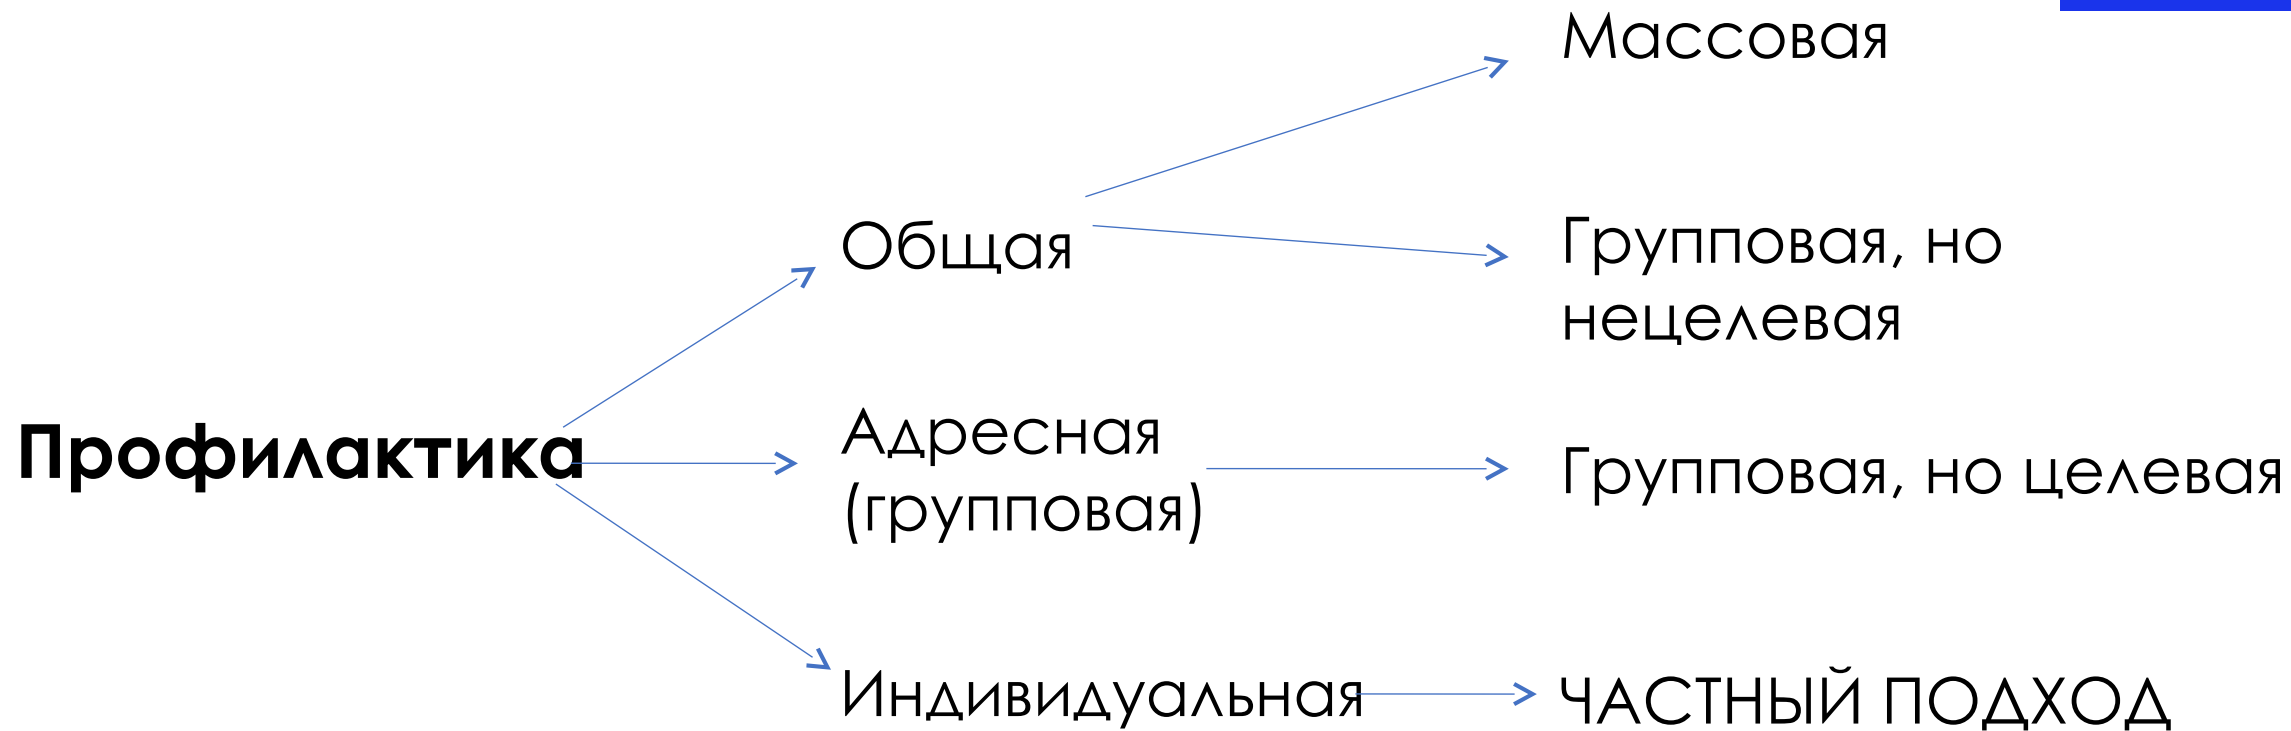 Массовая
Общая
Групповая, но
нецелевая
Профилактика
Адресная
(групповая)
Групповая, но целевая
Индивидуальная
ЧАСТНЫЙ ПОДХОД